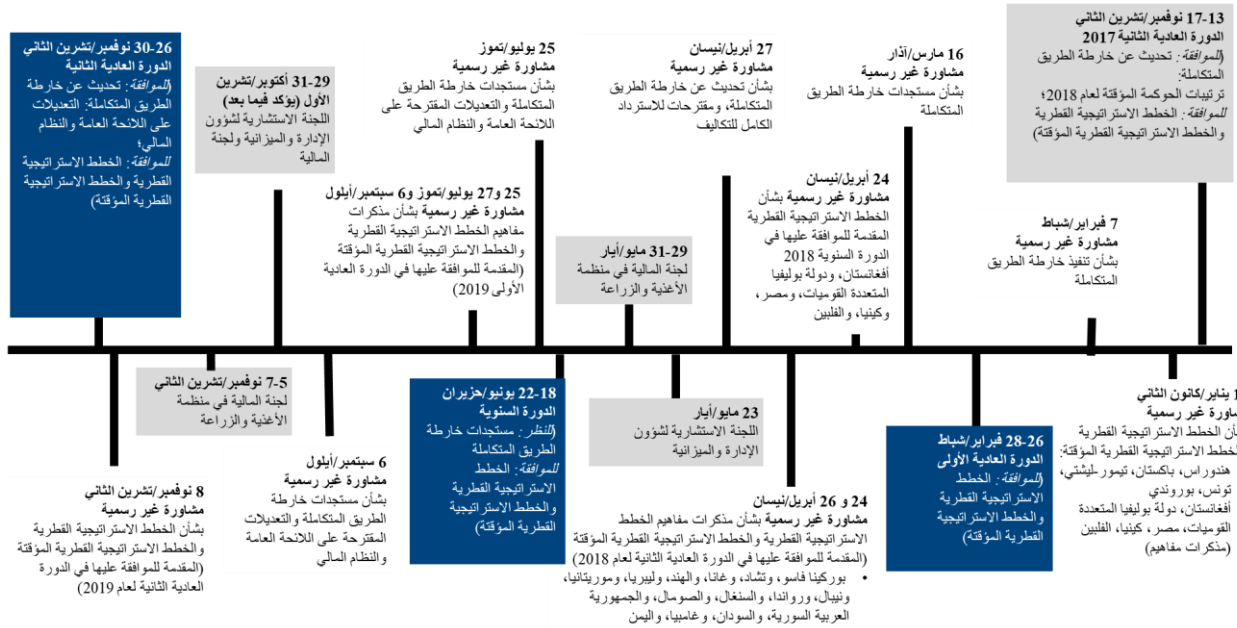 13-17 نوفمبر/تشرين الثاني
الدورة العادية الثانية 2017
(للموافقة: تحديث عن خارطة الطريق
المتكاملة:
ترتيبات الحوكمة المؤقتة لعام 2018؛
للموافقة: الخطط الاستراتيجية القطرية
والخطط الاستراتيجية القطرية المؤقتة)
16 مارس/آذار
مشاورة غير رسمية
بشأن مستجدات خارطة الطريق
المتكاملة
27 أبريل/نيسان
مشاورة غير رسمية
بشأن تحديث عن خارطة الطريق
المتكاملة، ومقترحات للاسترداد
الكامل للتكاليف
25 يوليو/تموز
مشاورة غير رسمية
بشأن مستجدات خارطة الطريق
المتكاملة والتعديلات المقترحة على
اللائحة العامة والنظام المالي
29-31 أكتوبر/تشرين
الأول (يؤكد فيما بعد)
اللجنة الاستشارية لشؤون
الإدارة والميزانية ولجنة
المالية
26-30 نوفمبر/تشرين الثاني
الدورة العادية الثانية
(للموافقة: تحديث عن خارطة
الطريق المتكاملة: التعديلات
على اللائحة العامة والنظام
المالي؛
للموافقة: الخطط الاستراتيجية
القطرية والخطط الاستراتيجية
القطرية المؤقتة)
7 فبراير/شباط
مشاورة غير رسمية
بشأن تنفيذ خارطة الطريق
المتكاملة
24 أبريل/نيسان
مشاورة غير رسمية بشأن
الخطط الاستراتيجية القطرية
المقدمة للموافقة عليها في
الدورة السنوية 2018
أفغانستان، ودولة بوليفيا
المتعددة القوميات، ومصر،
وكينيا، والفلبين
29-31 مايو/أيار
لجنة المالية في منظمة
الأغذية والزراعة
25 و27 يوليو/تموز و6 سبتمبر/أيلول
مشاورة غير رسمية بشأن مذكرات
مفاهيم الخطط الاستراتيجية القطرية
والخطط الاستراتيجية القطرية المؤقتة
(المقدمة للموافقة عليها في الدورة العادية
الأولى 2019)
1 يناير/كانون الثاني
شاورة غير رسمية
أن الخطط الاستراتيجية القطرية
لخطط الاستراتيجية القطرية المؤقتة:
هندوراس، باكستان، تيمور-ليشتي،
تونس، بوروندي
أفغانستان، دولة بوليفيا المتعددة
القوميات، مصر، كينيا، الفلبين
(مذكرات مفاهيم)
26-28 فبراير/شباط
الدورة العادية الأولى
(للموافقة: الخطط
الاستراتيجية القطرية
والخطط الاستراتيجية
القطرية المؤقتة)
23 مايو/أيار
اللجنة الاستشارية لشؤون
الإدارة والميزانية
24 و 26 أبريل/نيسان
مشاورة غير رسمية بشأن مذكرات مفاهيم الخطط
الاستراتيجية القطرية والخطط الاستراتيجية القطرية المؤقتة
(المقدمة للموافقة عليها في الدورة العادية الثانية لعام 2018)
• بوركينا فاسو، وتشاد، وغانا، والهند، وليبريا، وموريتانيا،
ونيبال، ورواندا، والسنغال، والصومال، والجمهورية
العربية السورية، والسودان، وغامبيا، واليمن
18-22 يونيو/حزيران
الدورة السنوية
(للنظر: مستجدات خارطة
الطريق المتكاملة
للموافقة: الخطط
الاستراتيجية القطرية
والخطط الاستراتيجية
القطرية المؤقتة)
6 سبتمبر/أيلول
مشاورة غير رسمية
بشأن مستجدات خارطة
الطريق المتكاملة والتعديلات
المقترحة على اللائحة العامة
والنظام المالي
5-7 نوفمبر/تشرين الثاني
لجنة المالية في منظمة
الأغذية والزراعة
8 نوفمبر/تشرين الثاني
مشاورة غير رسمية
بشأن الخطط الاستراتيجية القطرية
والخطط الاستراتيجية القطرية المؤقتة
(المقدمة للموافقة عليها في الدورة
العادية الثانية لعام 2019)